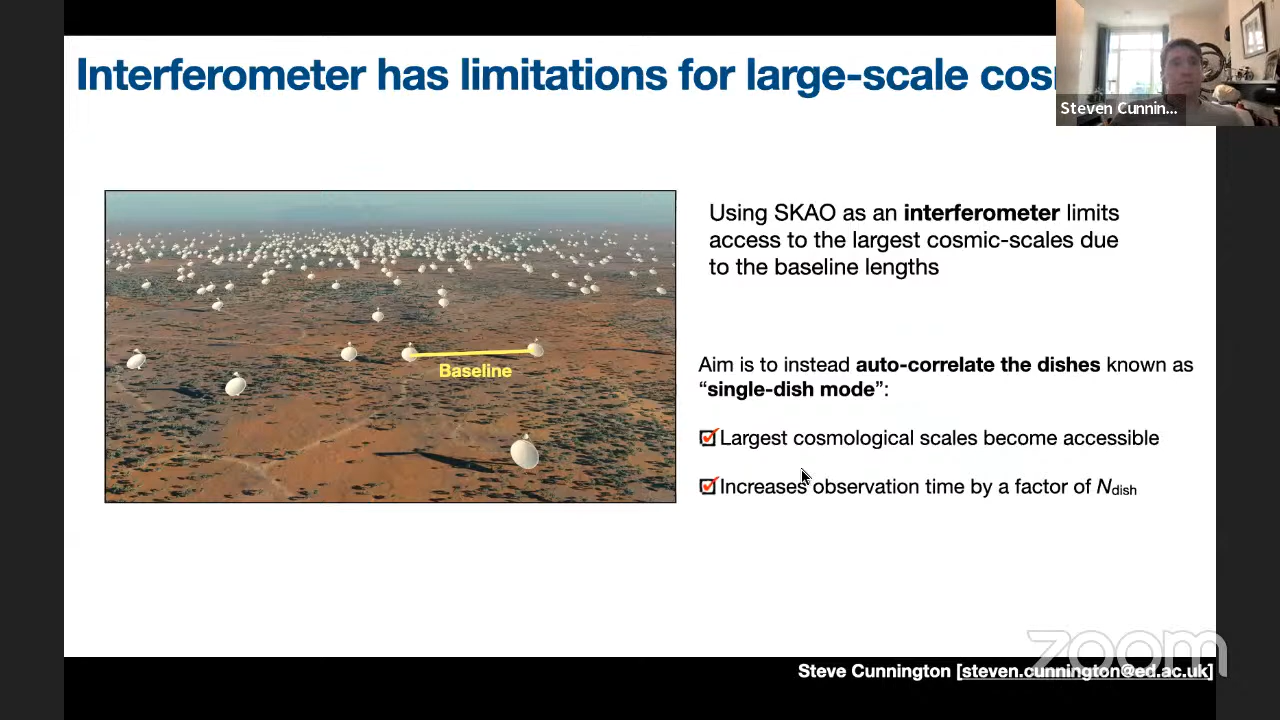 Interferometer has limitations for large-scale
Steven Cunnin...
Using SKAO as an interferometer limits
access to the largest cosmic-scales due
to the baseline lengths
Baseline
Aim is to instead auto-correlate the dishes known as
“single-dish mode”:
Largest cosmological scales become accessible
Increases observation time by a factor of Ndish
zoom
Steve Cunnington [steven.cunnington@ed.ac.uk]